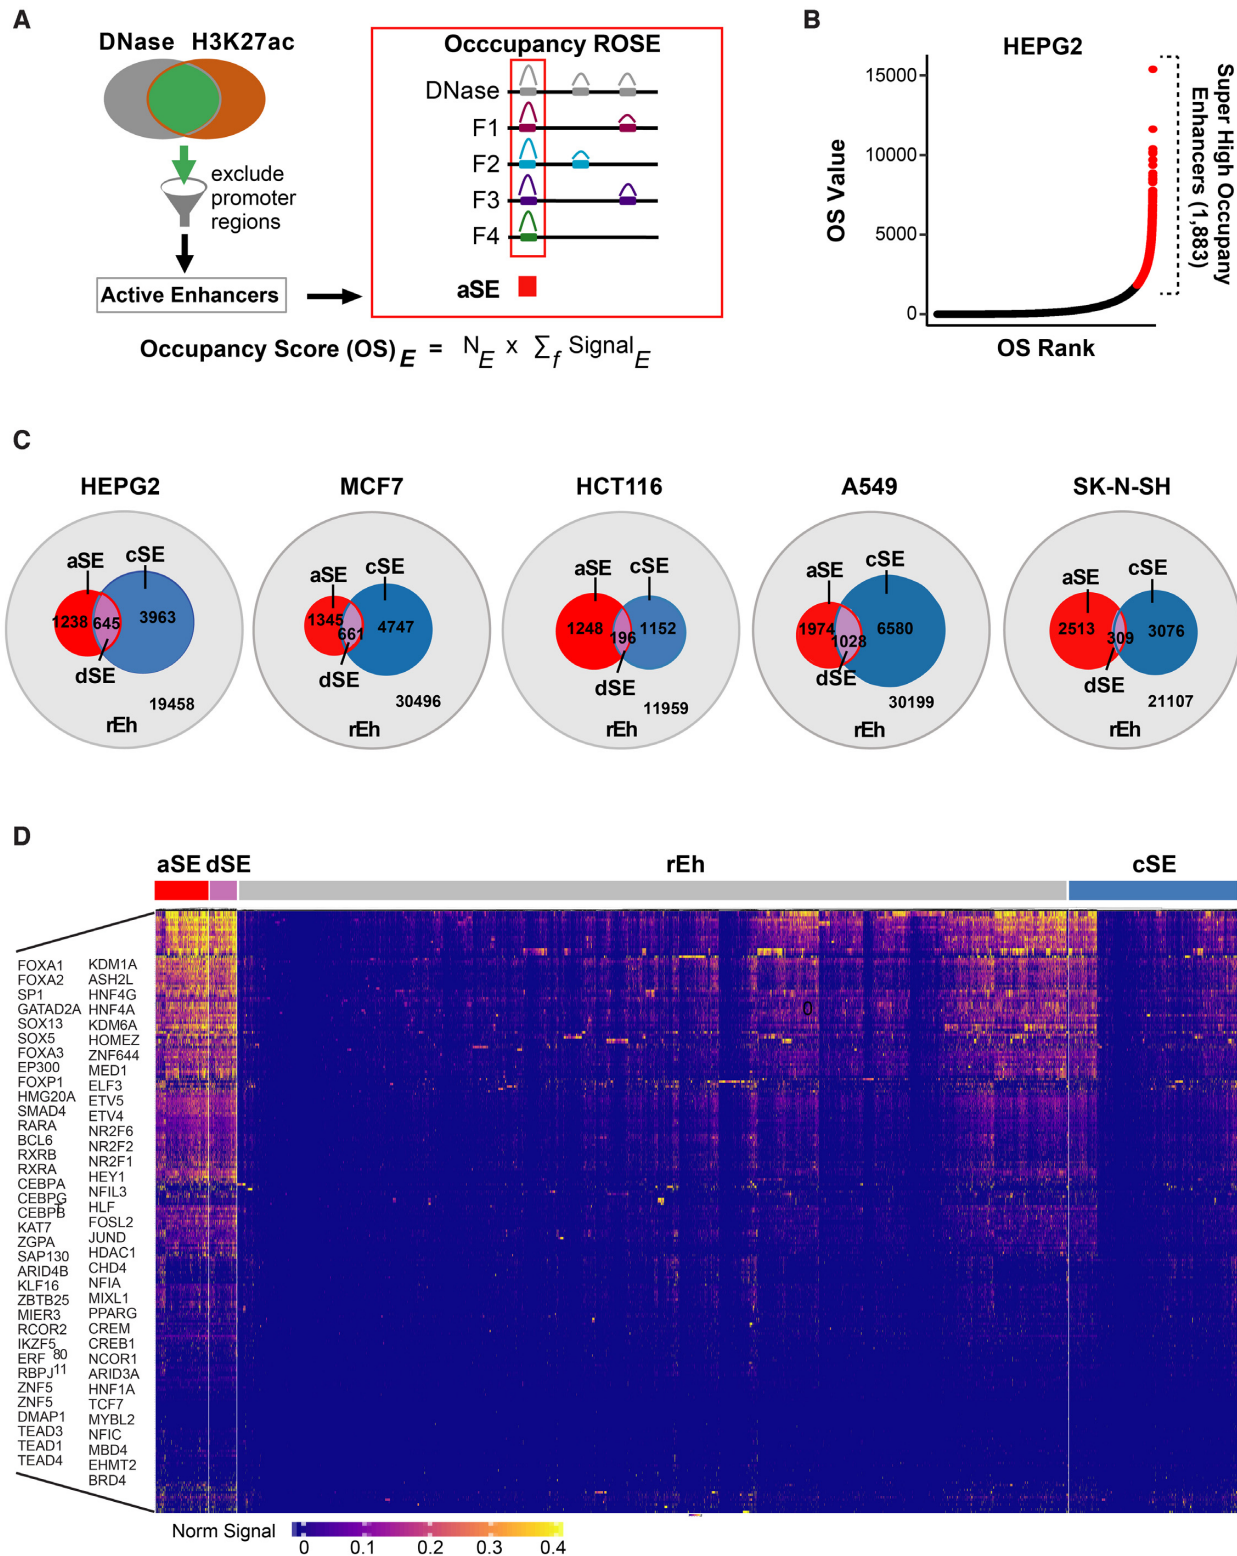 A
DNase H3K27ac
exclude
promoter
regions
Active Enhancers
Occcupancy ROSE
DNase
F1
F2
F3
F4
aSE
Occupancy Score (OS) E = N E x ∑ f Signal E
B
HEPG2
15000
10000
5000
0
OS Value
OS Rank
Super High Occupany
Enhancers (1,883)
C
HEPG2
aSE
cSE
1238
645
3963
dSE
19458
rEh
MCF7
aSE
cSE
1345
661
4747
dSE
30496
rEh
HCT116
aSE
cSE
1248
196
1152
dSE
11959
rEh
A549
aSE
cSE
1974
1028
6580
dSE
30199
rEh
SK-N-SH
aSE
cSE
2513
309
3076
dSE
21107
rEh
D
aSE dSE rEh cSE
0
FOXA1
FOXA2
SP1
GATAD2A
SOX13
SOX5
FOXA3
EP300
FOXP1
HMG20A
SMAD4
RARA
BCL6
RXRB
RXRA
CEBPA
CEBPG
CEBPB
KAT7
ZGPA
SAP130
ARID4B
KLF16
ZBTB25
MIER3
RCOR2
IKZF5
ERF 80
RBPJ 11
ZNF5
ZNF5
DMAP1
TEAD3
TEAD1
TEAD4
KDM1A
ASH2L
HNF4G
HNF4A
KDM6A
HOMEZ
ZNF644
MED1
ELF3
ETV5
ETV4
NR2F6
NR2F2
NR2F1
HEY1
NFIL3
HLF
FOSL2
JUND
HDAC1
CHD4
NFIA
MIXL1
PPARG
CREM
CREB1
NCOR1
ARID3A
HNF1A
TCF7
MYBL2
NFIC
MBD4
EHMT2
BRD4
Norm Signal
0 0.1 0.2 0.3 0.4